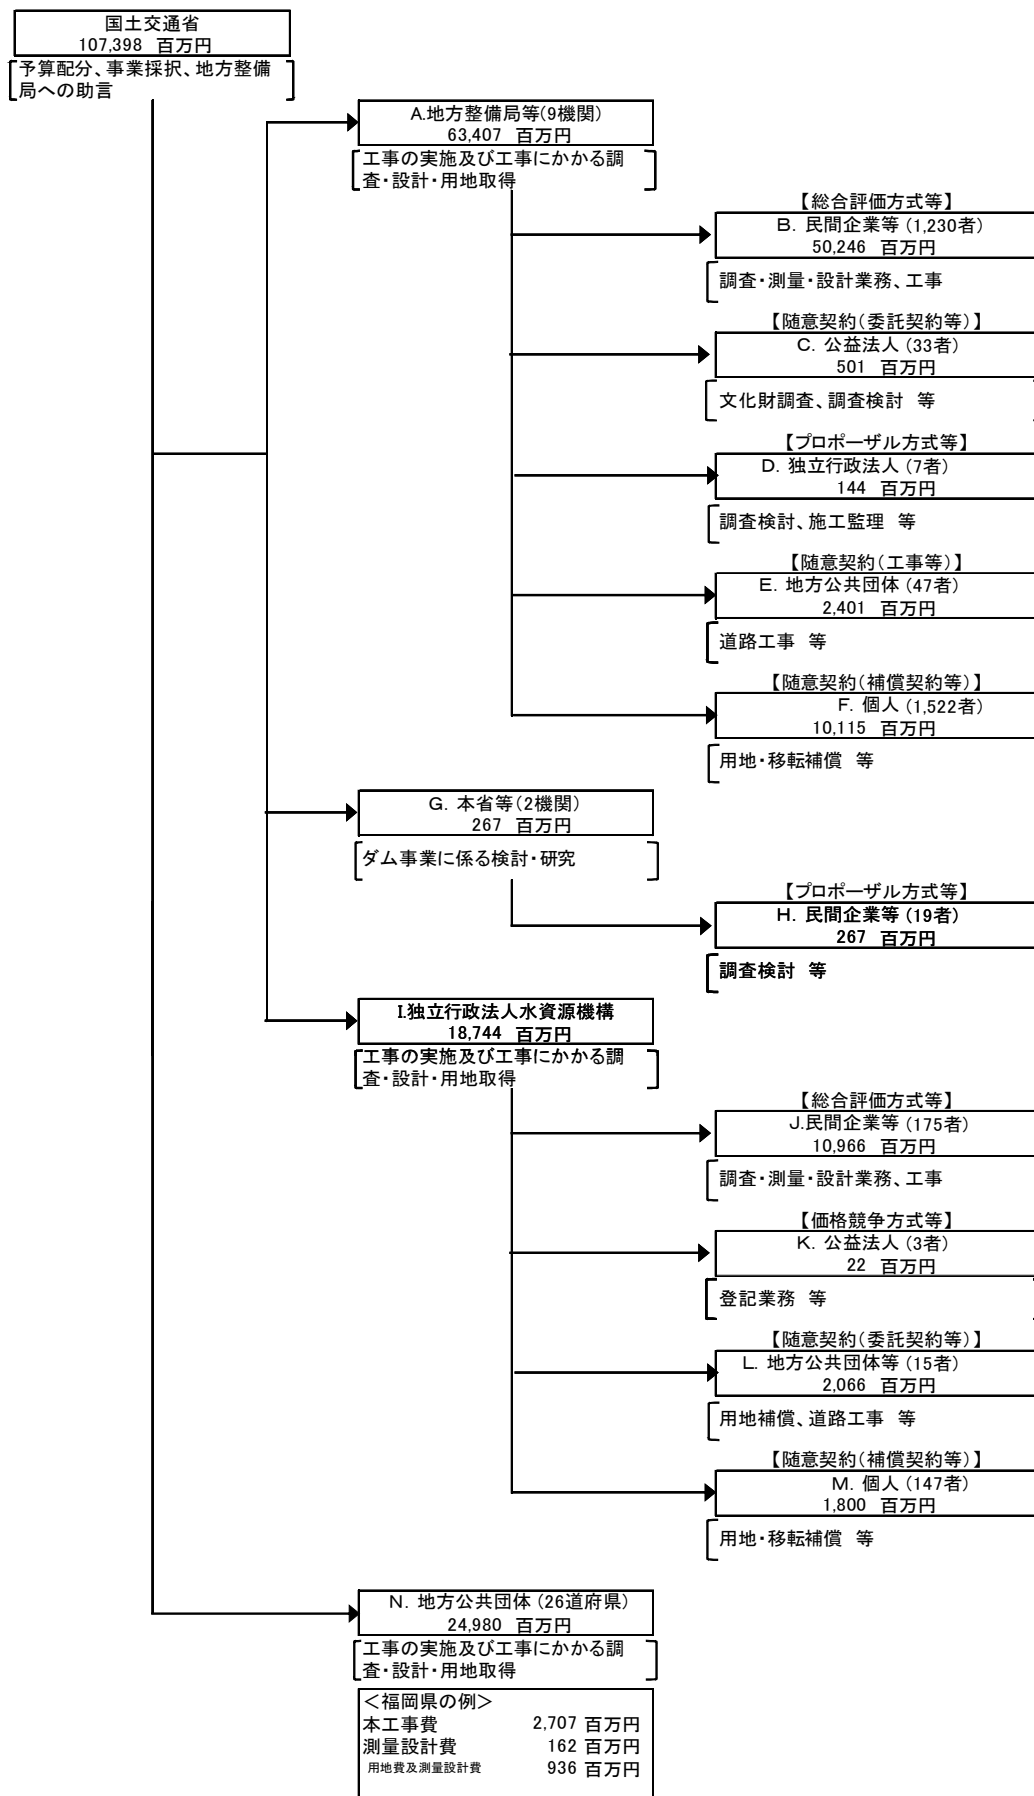 国土交通省
107,398 百万円
予算配分、事業採択、地方整備
局への助言
A.地方整備局等(9機関)
63,407 百万円
工事の実施及び工事にかかる調
査・設計・用地取得
【総合評価方式等】
B. 民間企業等 (1,230者)
50,246 百万円
調査・測量・設計業務、工事
【随意契約(委託契約等)】
C. 公益法人 (33者)
501 百万円
文化財調査、調査検討 等
【プロポーザル方式等】
D. 独立行政法人 (7者)
144 百万円
調査検討、施工監理 等
【随意契約(工事等)】
E. 地方公共団体 (47者)
2,401 百万円
道路工事 等
【随意契約(補償契約等)】
F. 個人 (1,522者)
10,115 百万円
用地・移転補償 等
G. 本省等(2機関)
267 百万円
ダム事業に係る検討・研究
【プロポーザル方式等】
H. 民間企業等 (19者)
267 百万円
調査検討 等
I.独立行政法人水資源機構
18,744 百万円
工事の実施及び工事にかかる調
査・設計・用地取得
【総合評価方式等】
J.民間企業等 (175者)
10,966 百万円
調査・測量・設計業務、工事
【価格競争方式等】
K. 公益法人 (3者)
22 百万円
登記業務 等
【随意契約(委託契約等)】
L. 地方公共団体等 (15者)
2,066 百万円
用地補償、道路工事 等
【随意契約(補償契約等)】
M. 個人 (147者)
1,800 百万円
用地・移転補償 等
N. 地方公共団体 (26道府県)
24,980 百万円
工事の実施及び工事にかかる調
査・設計・用地取得
<福岡県の例>
本工事費 2,707 百万円
測量設計費 162 百万円
用地費及測量設計費 936 百万円